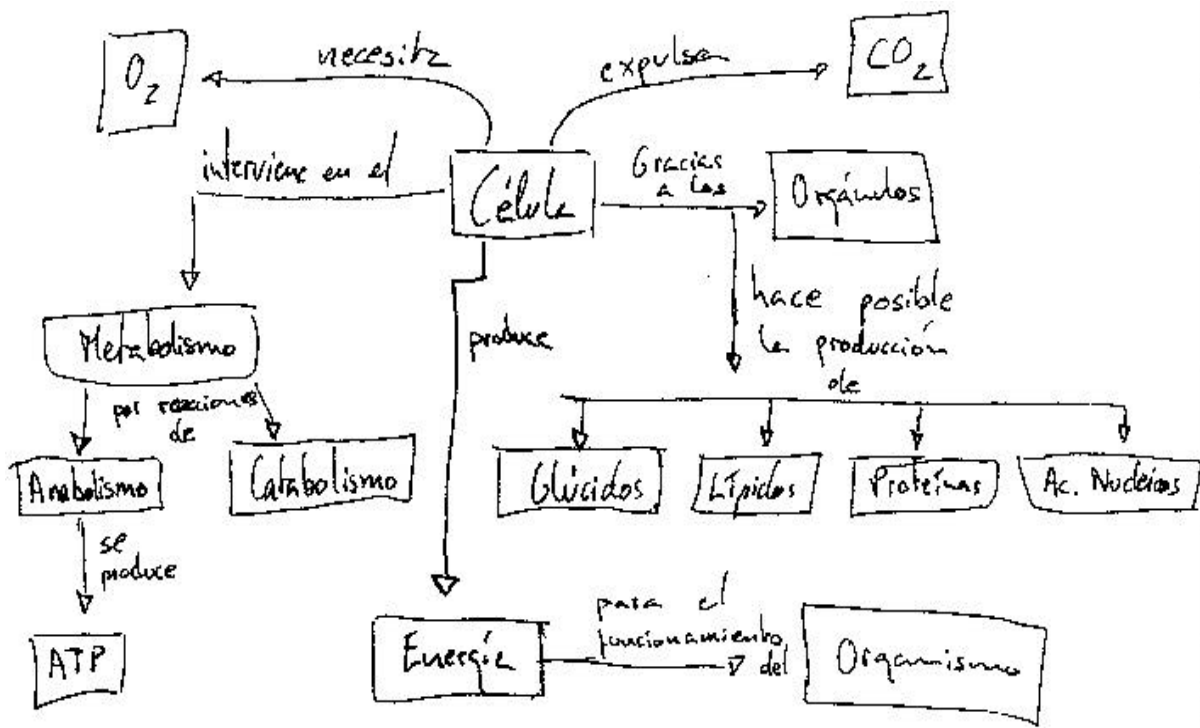 O₂
necesita
expulsa
CO₂
interviene en el
Célula
Gracias
a los
Orgánulos
hace posible
la producción
de
Metabolismo
produce
por reacciones
de
Anabolismo
Catabolismo
Glúcidos
Lípidos
Proteínas
Ac. Nucleicos
se
produce
ATP
Energía
para el
funcionamiento
del
Organismo